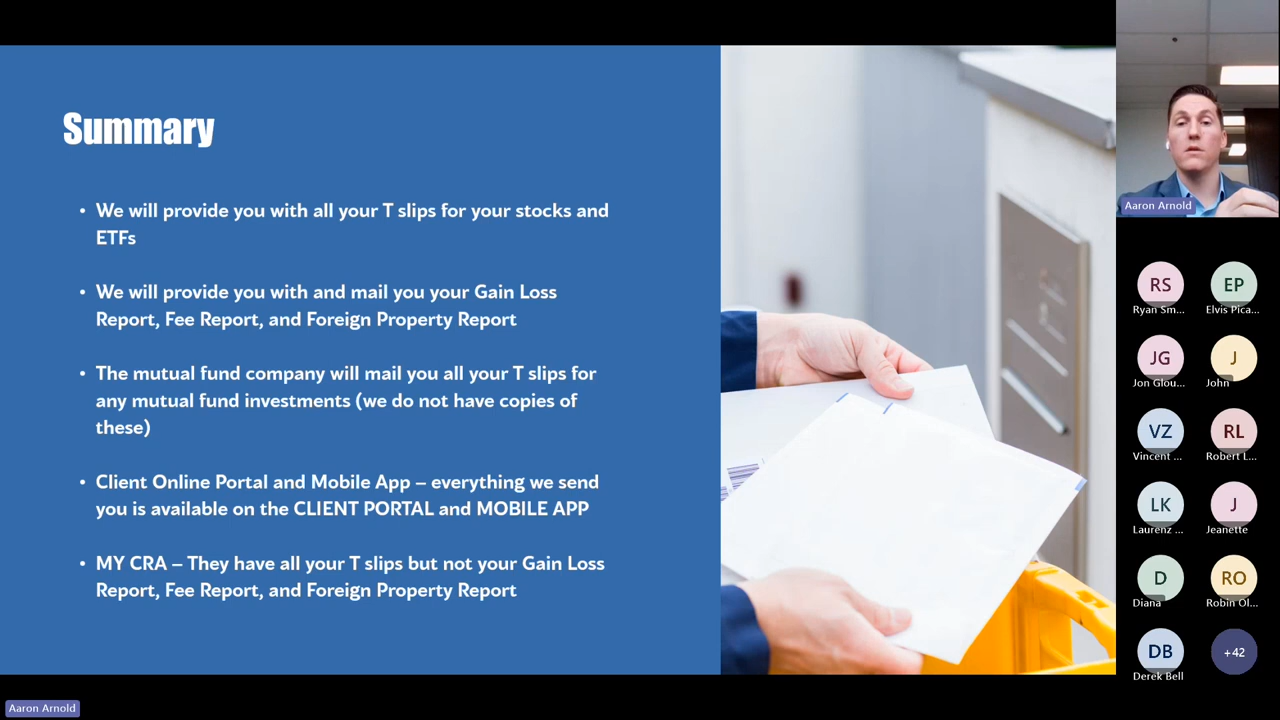 Summary
• We will provide you with all your T slips for your stocks and
ETFs
• We will provide you with and mail you your Gain Loss
Report, Fee Report, and Foreign Property Report
• The mutual fund company will mail you all your T slips for
any mutual fund investments (we do not have copies of
these)
• Client Online Portal and Mobile App – everything we send
you is available on the CLIENT PORTAL and MOBILE APP
• MY CRA – They have all your T slips but not your Gain Loss
Report, Fee Report, and Foreign Property Report
Aaron Arnold
RS
Ryan Sm...
EP
Elvis Pica...
JG
Jon Glou...
J
John
VZ
Vincent ...
RL
Robert L...
LK
Laurenz ...
J
Jeanette
D
Diana
RO
Robin Ol...
DB
Derek Bell
+42
Aaron Arnold